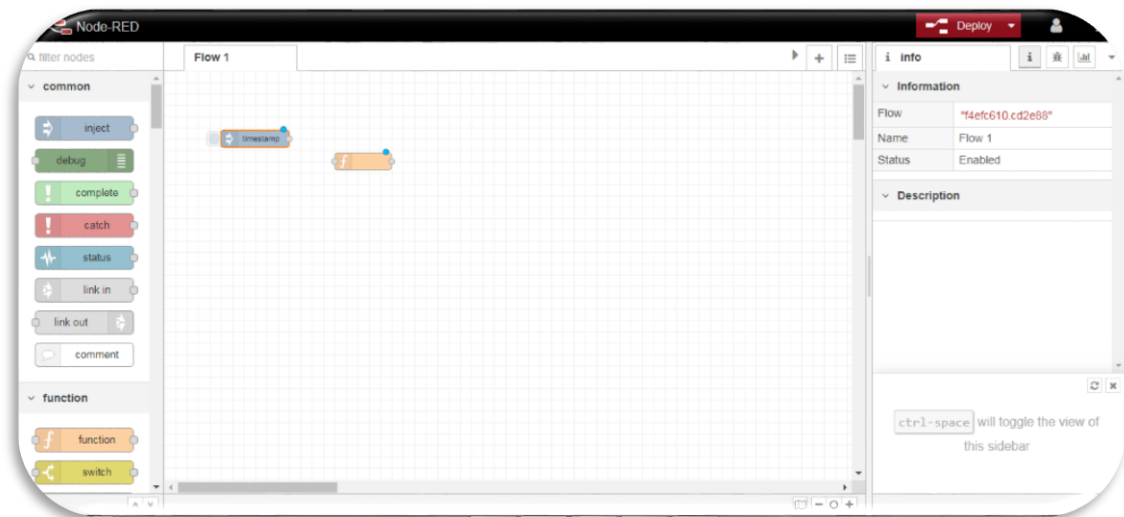 Node-RED
Deploy
filter nodes
Flow 1
i info
i
common
inject
debug
complete
catch
status
link in
link out
comment
function
f function
switch
timestamp
f
Information
Flow "f4efc610.cd2e88"
Name Flow 1
Status Enabled
Description
ctrl-space will toggle the view of
this sidebar